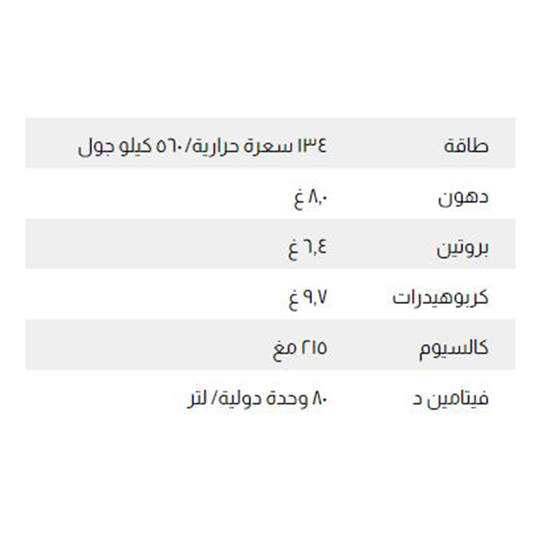 طاقة ١٣٤ سعرة حرارية/٥٦٠ كيلو جول
دهون ٨,٠ غ
بروتين ٦,٤ غ
كربوهيدرات ٩,٧ غ
كالسيوم ٢١٥ مغ
فيتامين د ٨٠ وحدة دولية/ لتر